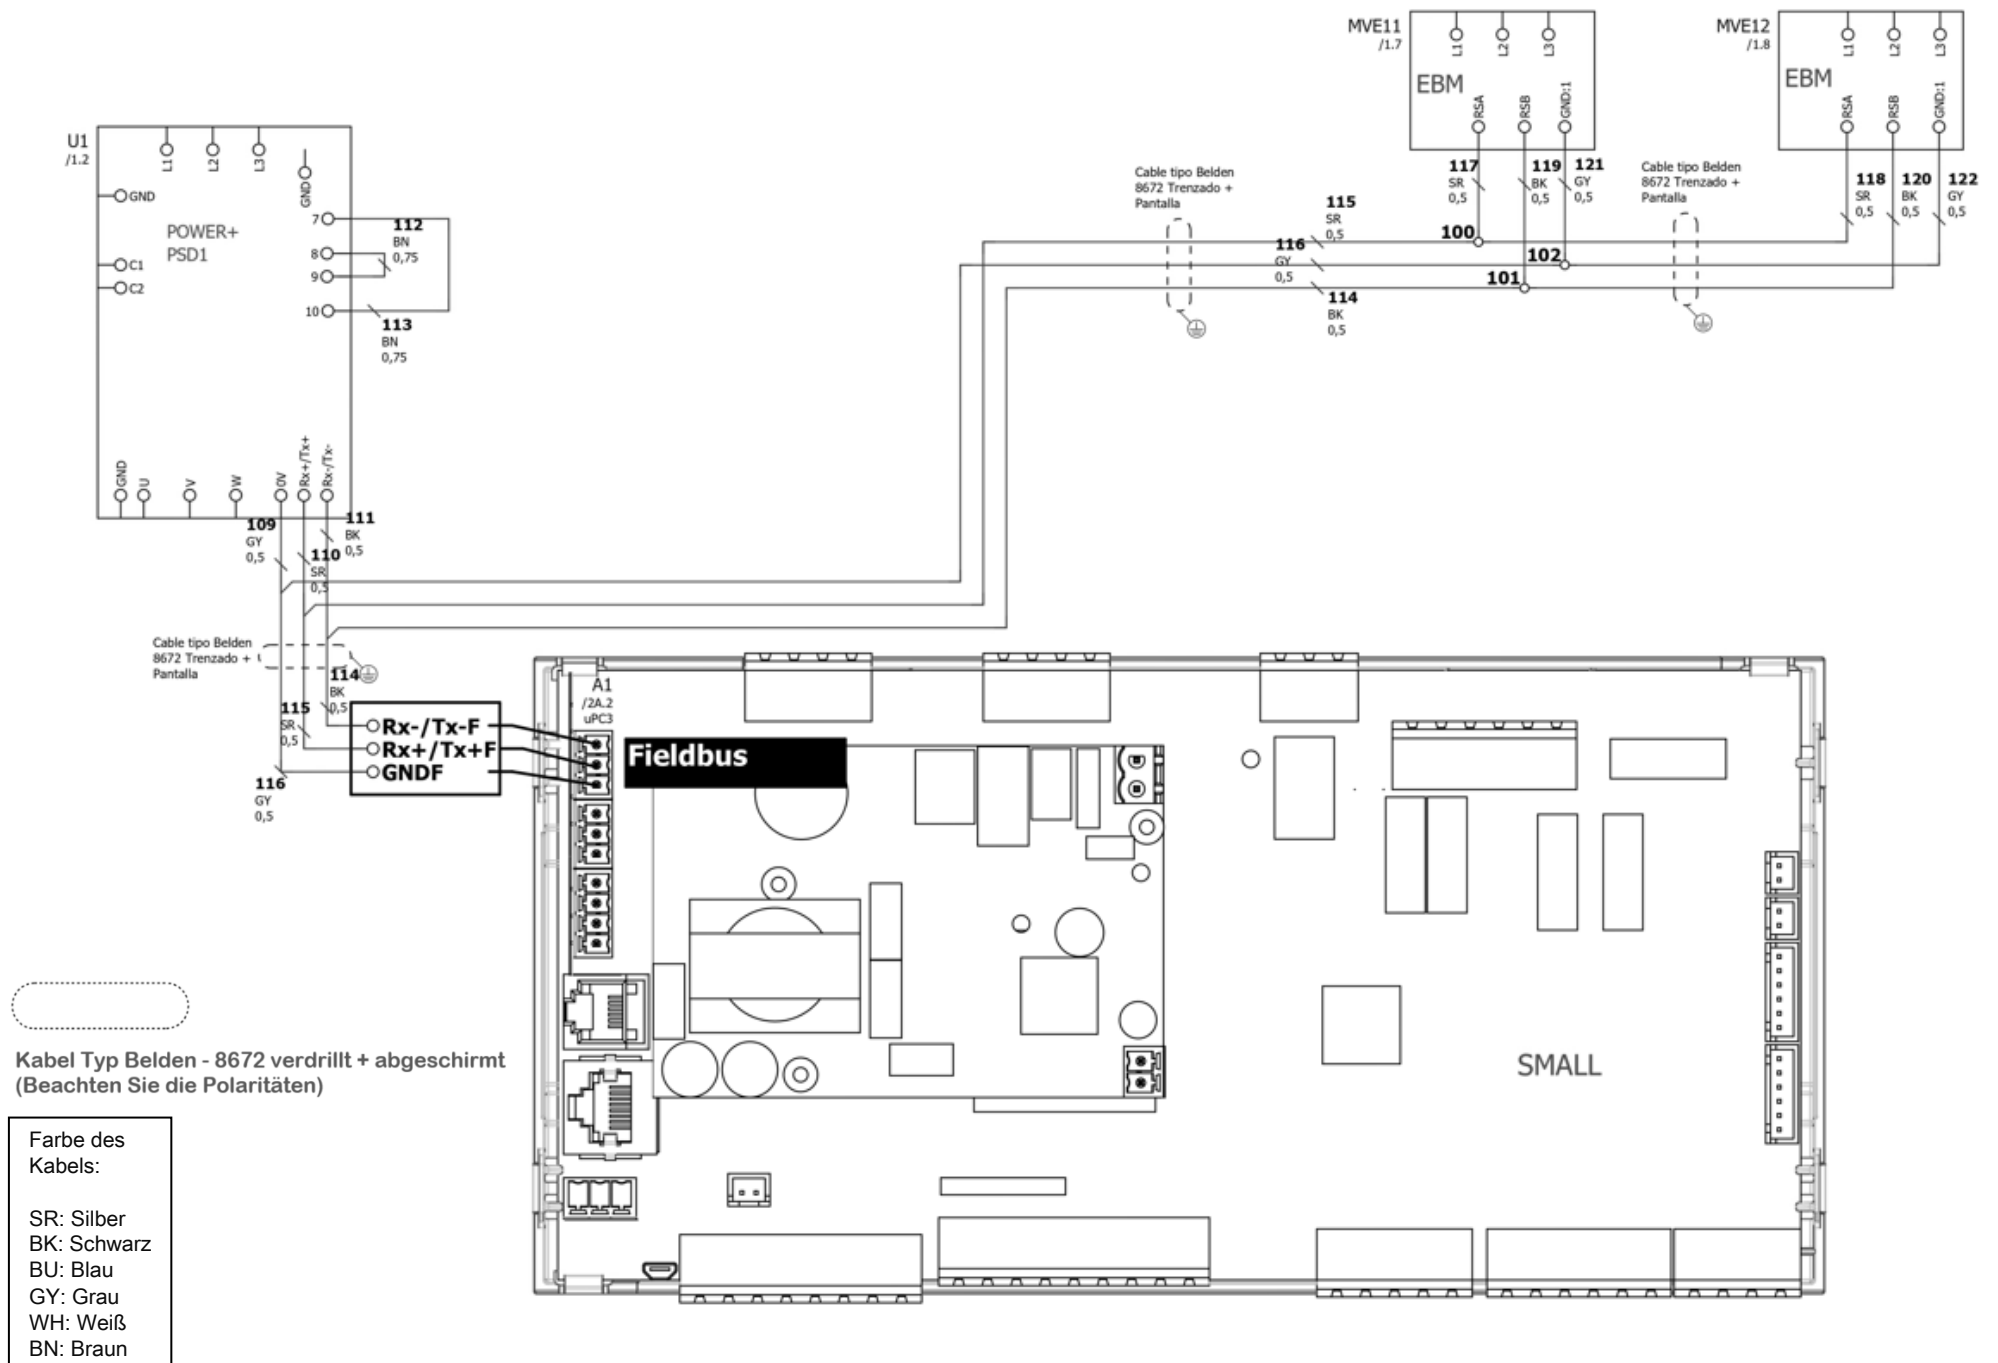 MVE11
/1.7
L1
L2
L3
EBM
RSA
RSB
GND:1
MVE12
/1.8
L1
L2
L3
EBM
RSA
RSB
GND:1
U1
/1.2
L1
L2
L3
GND
GND
POWER+
PSD1
C1
C2
7
8
9
10
112
BN
0,75
113
BN
0,75
Cable tipo Belden
8672 Trenzado +
Pantalla
115
SR
0,5
116
GY
0,5
114
BK
0,5
117
SR
0,5
119
BK
0,5
121
GY
0,5
100
102
101
Cable tipo Belden
8672 Trenzado +
Pantalla
118
SR
0,5
120
BK
0,5
122
GY
0,5
GND
U
V
W
0V
Rx+/Tx+
Rx-/Tx-
109
GY
0,5
110
SR
0,5
111
BK
0,5
Cable tipo Belden
8672 Trenzado +
Pantalla
114
BK
0,5
115
SR
0,5
116
GY
0,5
Rx-/Tx-F
Rx+/Tx+F
GNDF
A1
/2A.2
uPC3
Fieldbus
SMALL
Kabel Typ Belden - 8672 verdrillt + abgeschirmt
(Beachten Sie die Polaritäten)
Farbe des
Kabels:
SR: Silber
BK: Schwarz
BU: Blau
GY: Grau
WH: Weiß
BN: Braun